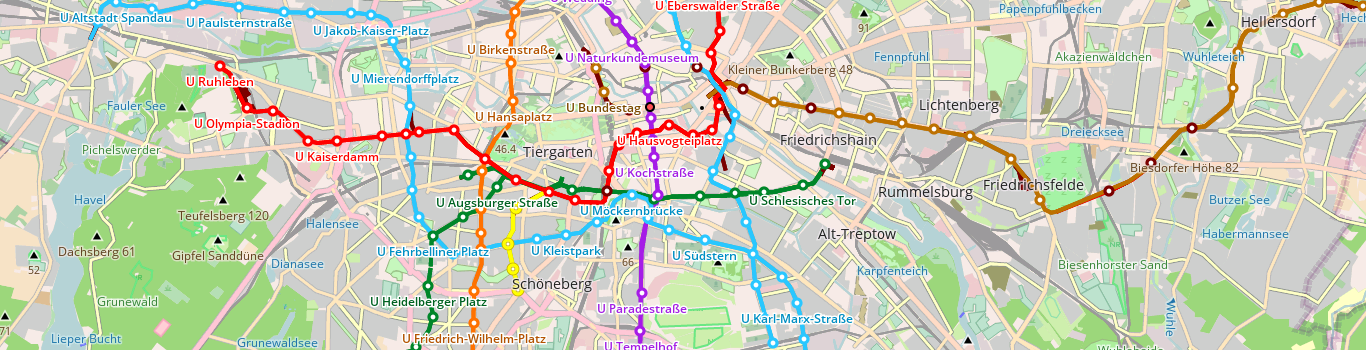 U Wedding
U Eberswalder Straße
Papenpfuhlbecken
U Altstadt Spandau
U Paulsternstraße
U Jakob-Kaiser-Platz
91
Hellersdorf
U Birkenstraße
U Naturkundemuseum
Fennpfuhl
Akazienwäldchen
Wuhleteich
U Ruhleben
U Mierendorffplatz
Kleiner Bunkerberg 48
Fauler See
U Bundestag
Lichtenberg
U Olympia-Stadion
U Hansaplatz
Dreiecksee
Pichelswerder
U Kaiserdamm
46.4
Tiergarten
U Hausvogteiplatz
Friedrichshain
Biesdorfer Höhe 82
U Kochstraße
Friedrichsfelde
Havel
Teufelsberg 120
Rummelsburg
U Augsburger Straße
U Schlesisches Tor
Butzer See
U Möckernbrücke
Halensee
Alt-Treptow
Habermannsee
Dachsberg 61
Gipfel Sanddüne
U Fehrbelliner Platz
U Kleistpark
U Südstern
52
Dianasee
66
Karpfenteich
Biesenhorster Sand
Schöneberg
Grunewald
U Heidelberger Platz
U Paradestraße
Wuhle
71
U Karl-Marx-Straße
Lieper Bucht
Grunewaldsee
U Friedrich-Wilhelm-Platz
U Tempelhof
Wuhlheide